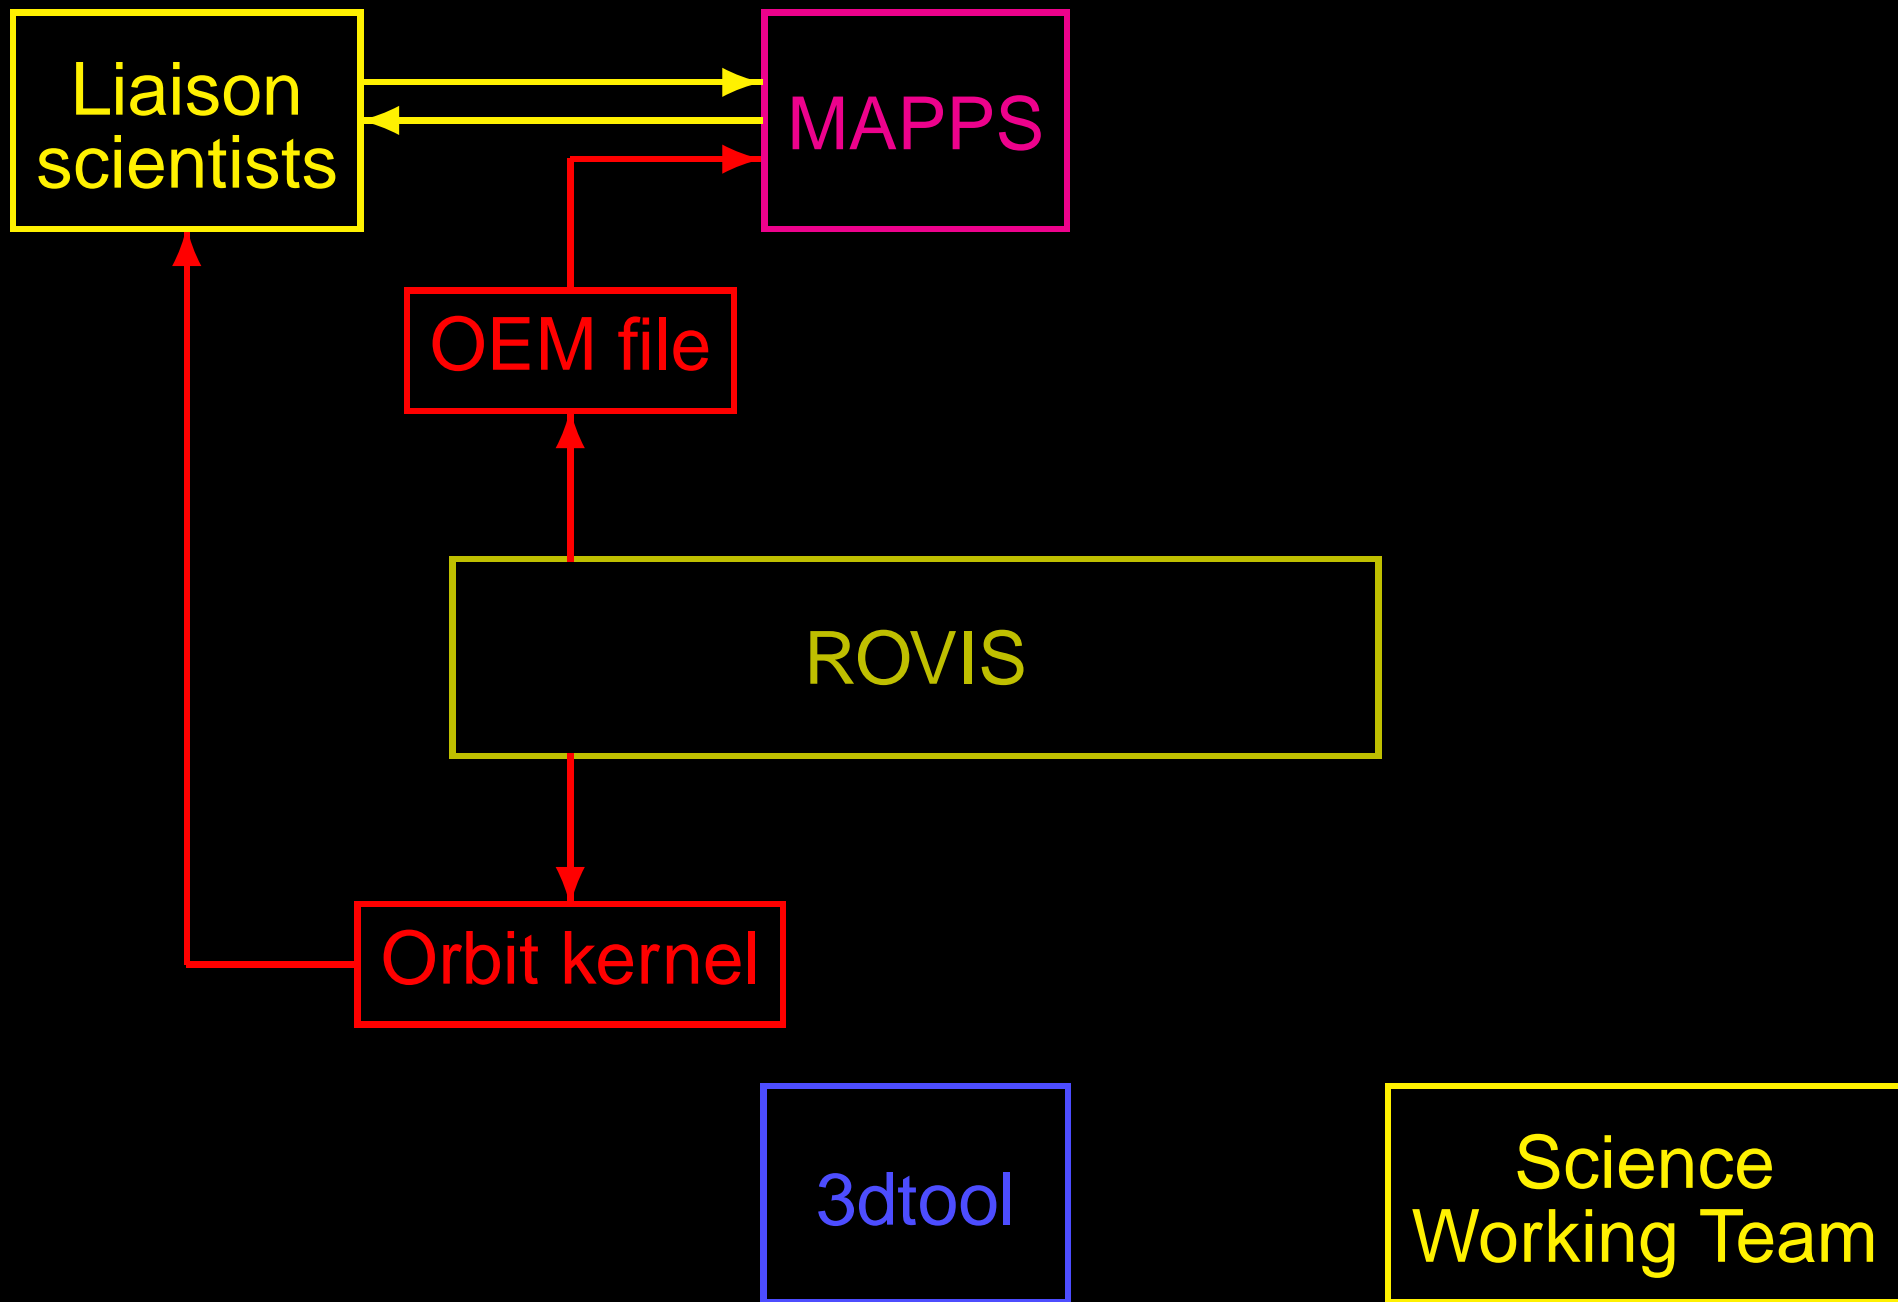 Liaison
scientists
MAPPS
OEM file
ROVIS
Orbit kernel
3dtool
Science
Working Team